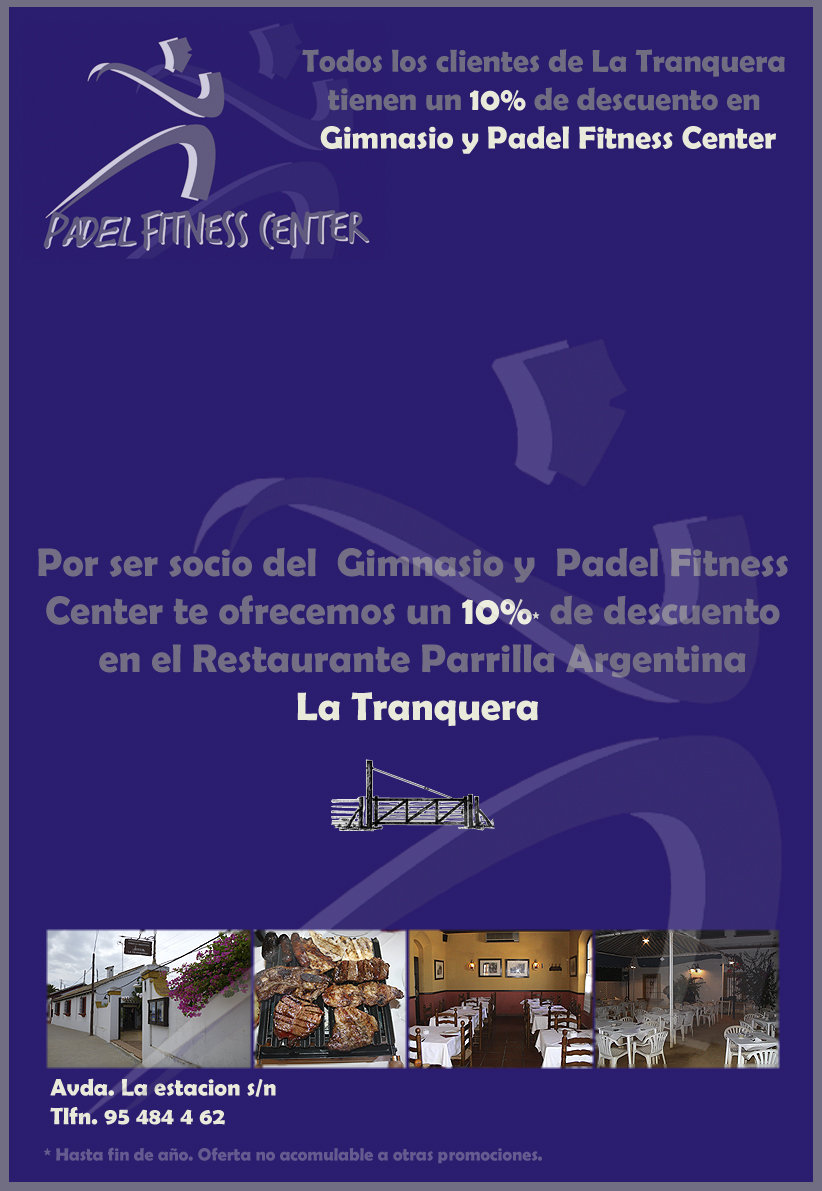 Todos los clientes de La Tranquera
tienen un 10% de descuento en
Gimnasio y Padel Fitness Center
PADEL FITNESS CENTER
Por ser socio del Gimnasio y Padel Fitness
Center te ofrecemos un 10%* de descuento
en el Restaurante Parrilla Argentina
La Tranquera
Avda. La estacion s/n
Tlfn. 95 484 4 62
* Hasta fin de año. Oferta no acomulable a otras promociones.